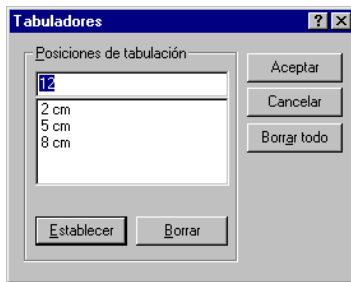 Tabuladores
Posiciones de tabulación
12
2 cm
5 cm
8 cm
Establecer
Borrar
Aceptar
Cancelar
Borrar todo